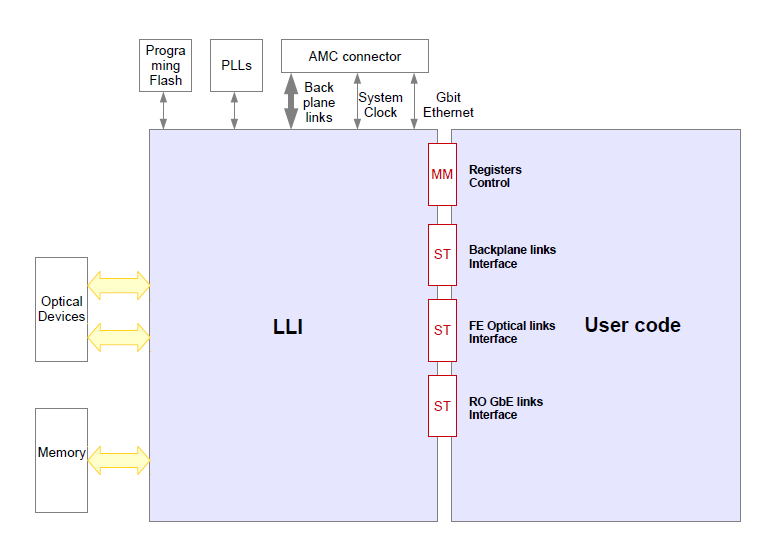 Progra
ming
Flash
PLLs
AMC connector
Back
plane
links
System
Clock
Gbit
Ethernet
MM
Registers
Control
ST
Backplane links
Interface
Optical
Devices
LLI
ST
FE Optical links
Interface
User code
ST
RO GbE links
Interface
Memory